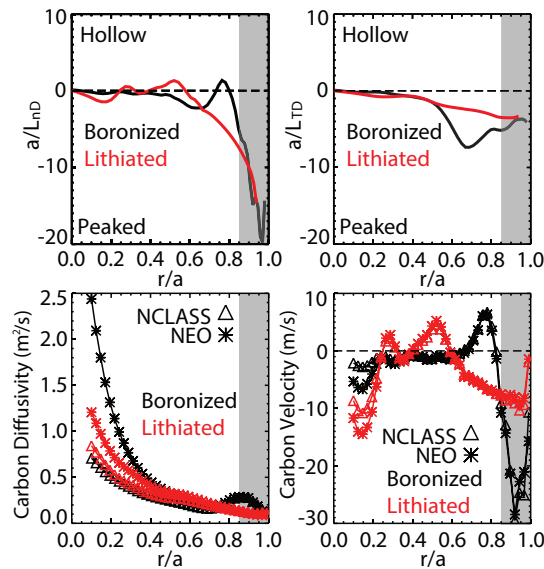 10
Hollow
0
a/LnD
Boronized
Lithiated
-10
Peaked
-20
0.0 0.2 0.4 0.6 0.8 1.0
r/a
10
Hollow
0
a/LTD
Boronized
Lithiated
-10
Peaked
-20
0.0 0.2 0.4 0.6 0.8 1.0
r/a
2.5
NCLASS
NEO
2.0
1.5
Boronized
Lithiated
1.0
0.5
0.0
Carbon Diffusivity (m²/s)
0.0 0.2 0.4 0.6 0.8 1.0
r/a
10
0
-10
-20
-30
Carbon Velocity (m/s)
NCLASS
NEO
Boronized
Lithiated
0.0 0.2 0.4 0.6 0.8 1.0
r/a